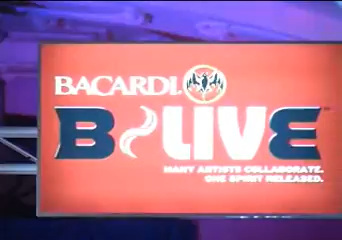 BACARDI
B LIVE
MANY ARTISTS COLLABORATE.
ONE SPIRIT RELEASED.